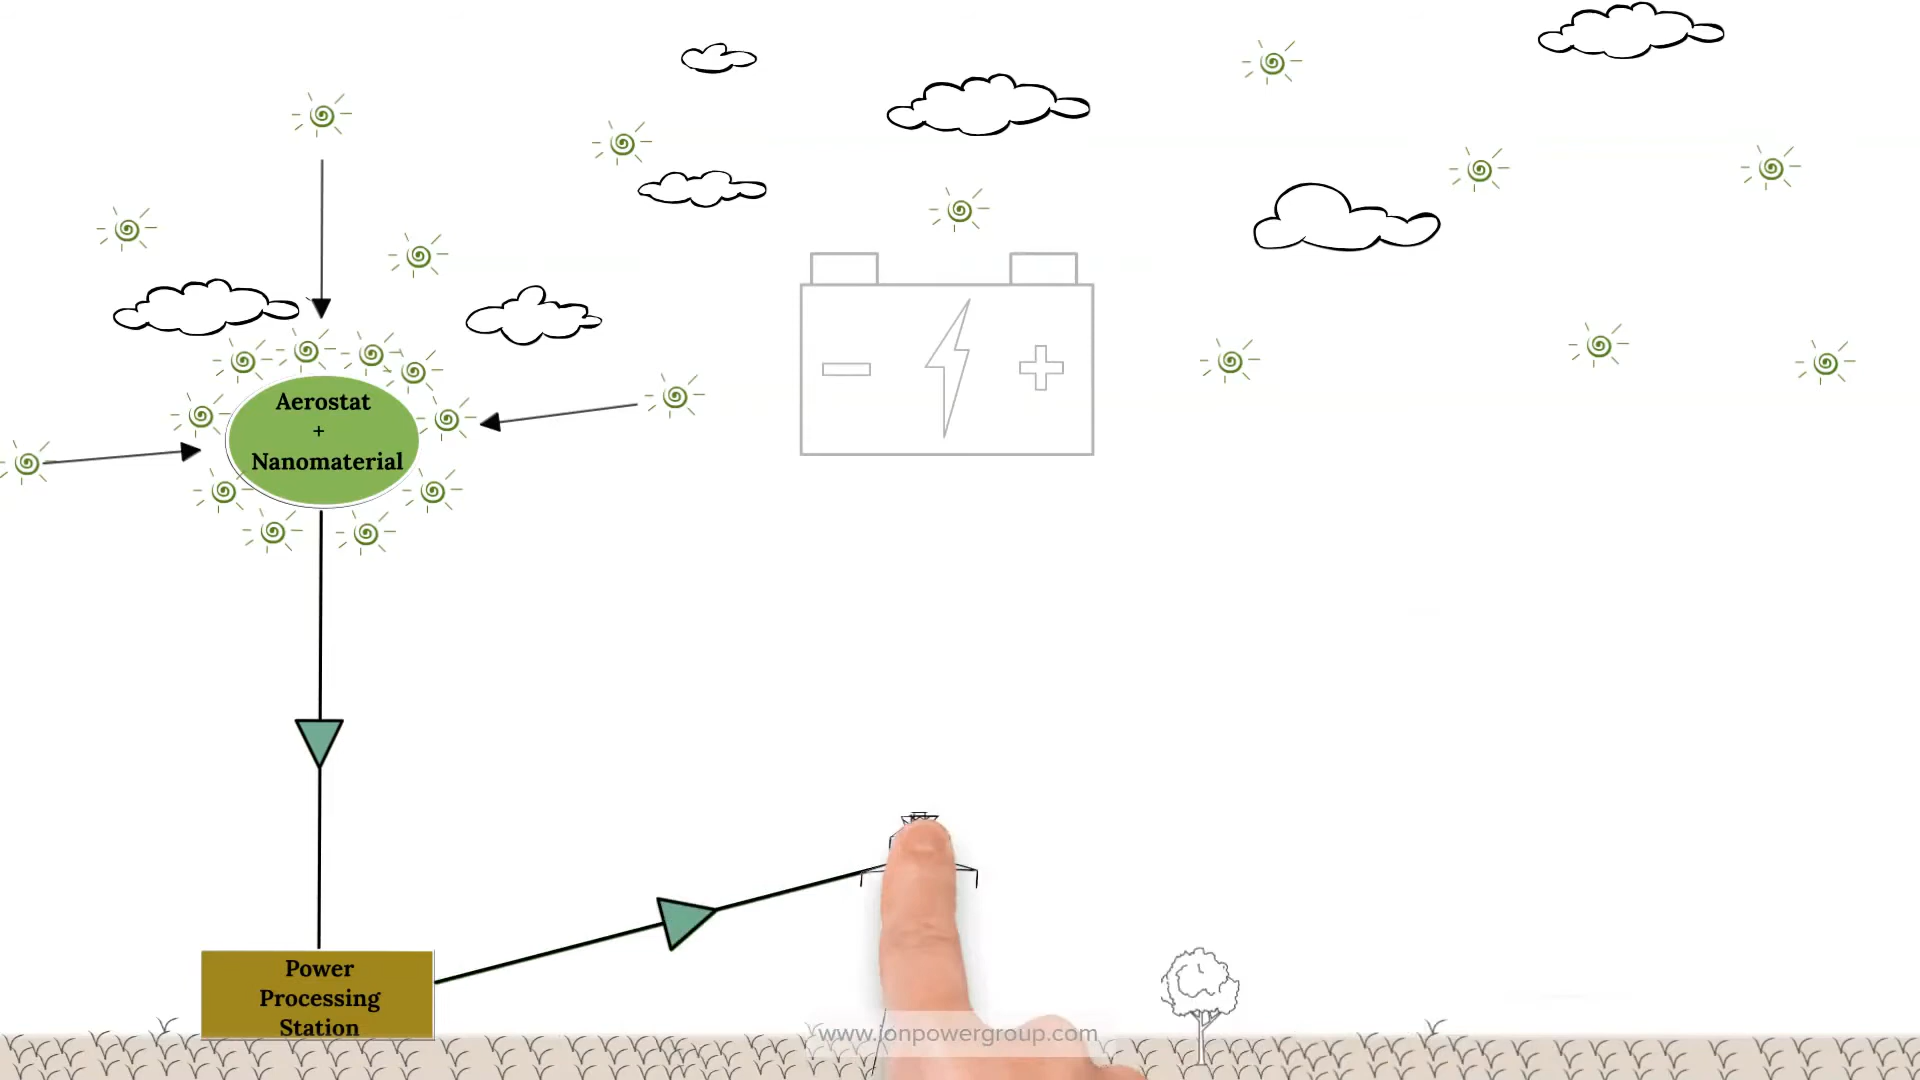 Aerostat
+
Nanomaterial
Power
Processing
Station
www.ionpowergroup.com